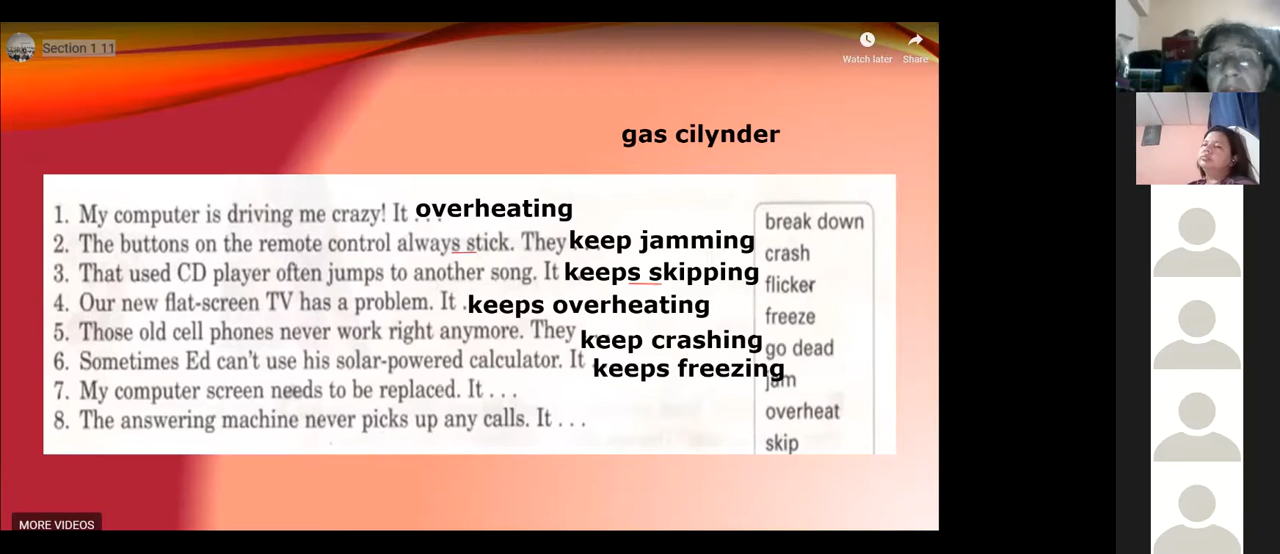 Section 1 11
Watch later
Share
gas cilynder
1. My computer is driving me crazy! It . . . overheating
2. The buttons on the remote control always stick. They keep jamming
3. That used CD player often jumps to another song. It keeps skipping
4. Our new flat-screen TV has a problem. It . keeps overheating
5. Those old cell phones never work right anymore. They keep crashing
6. Sometimes Ed can't use his solar-powered calculator. It keeps freezing
7. My computer screen needs to be replaced. It . . .
8. The answering machine never picks up any calls. It . . .
break down
crash
flicker
freeze
go dead
jam
overheat
skip
MORE VIDEOS